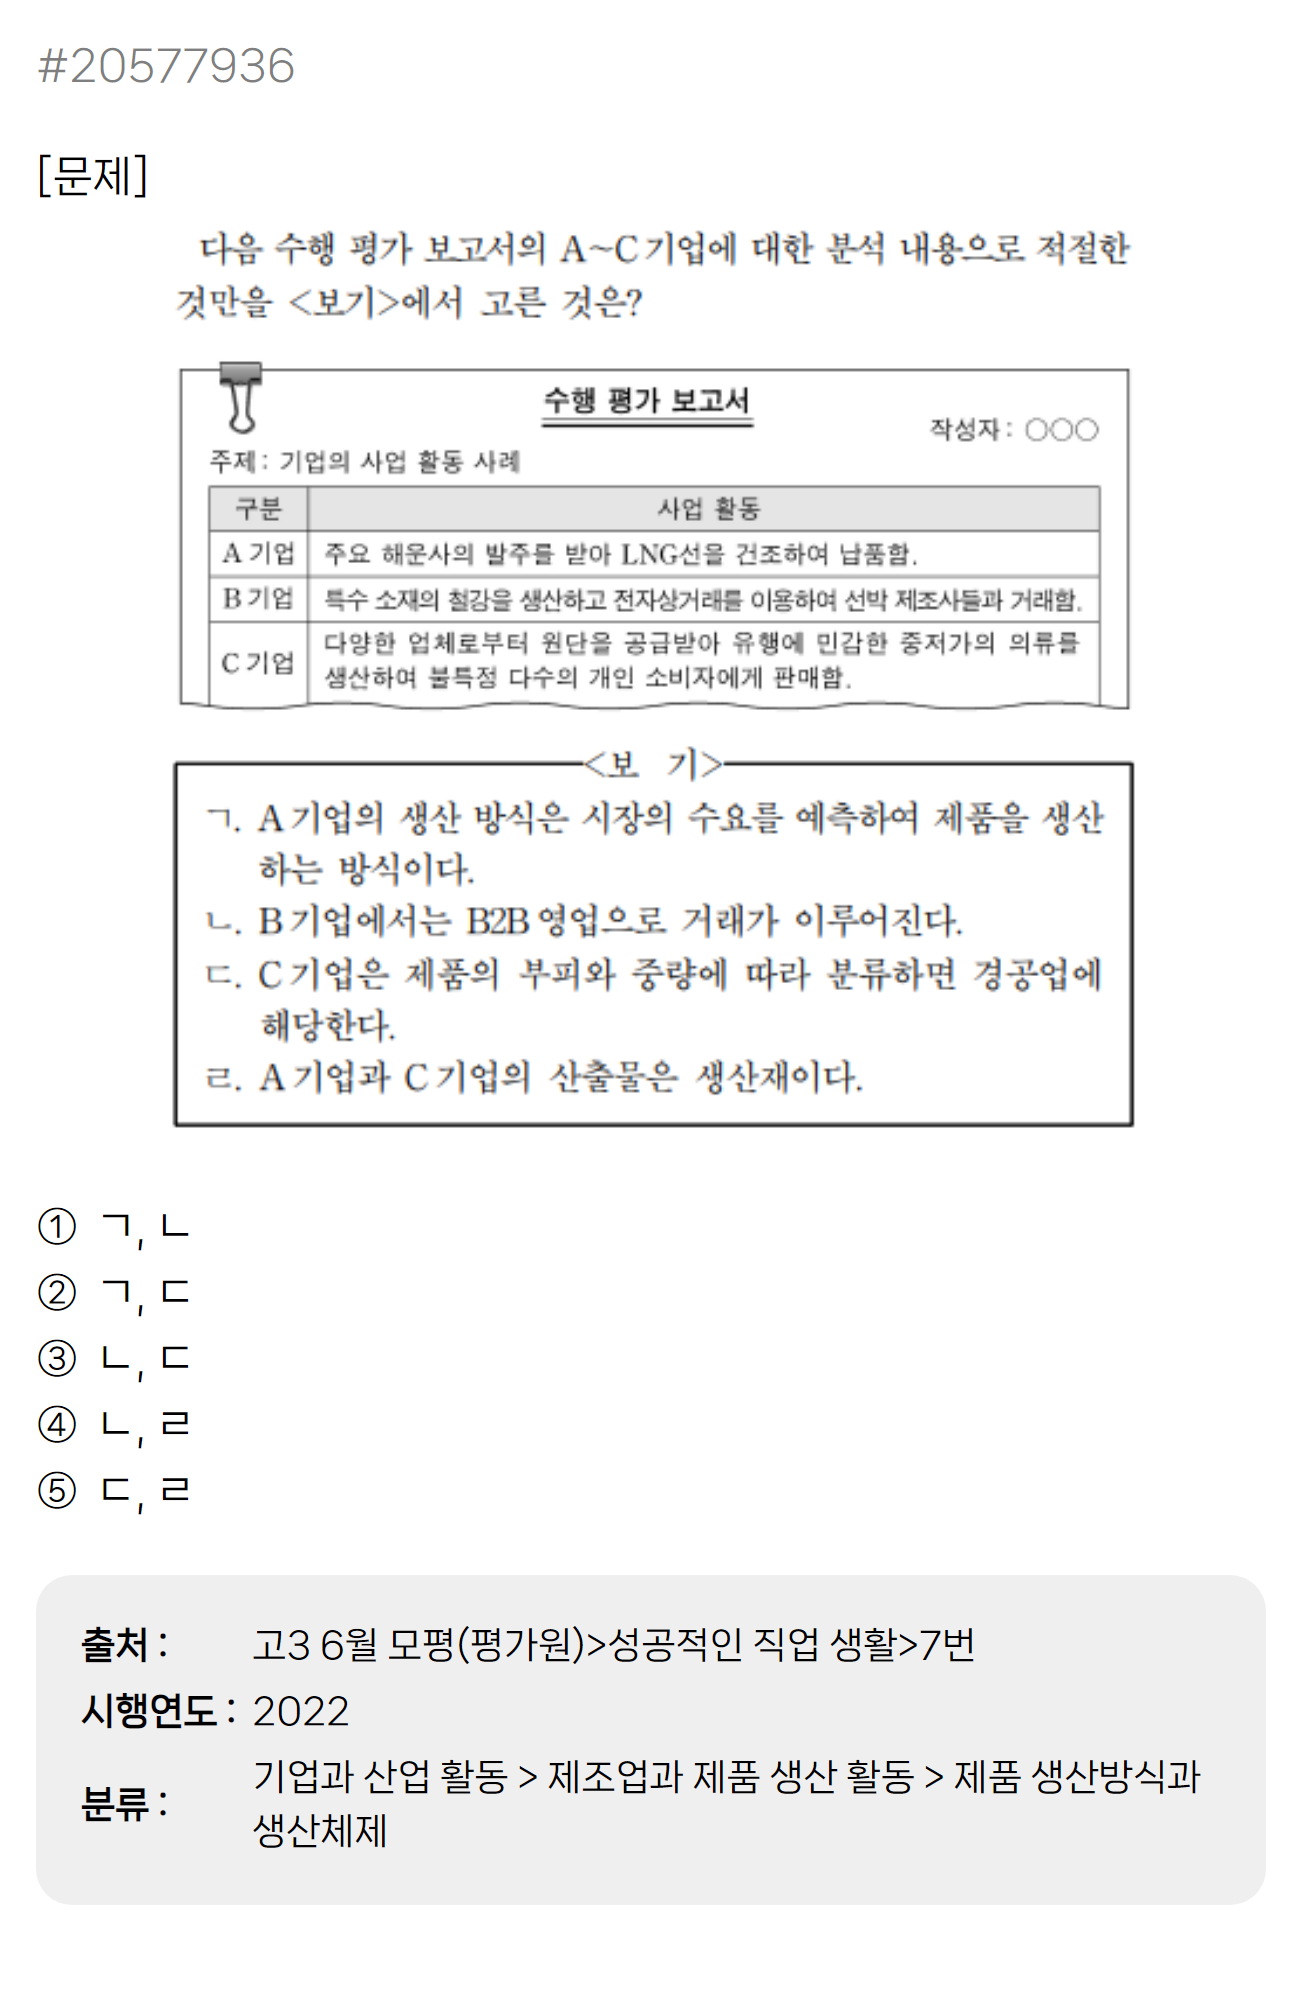 #20577936
[문제]
다음 수행 평가 보고서의 A~C기업에 대한 분석 내용으로 적절한
것만을 <보기>에서 고른 것은?
수행 평가 보고서
작성자 : ○○○
주제 : 기업의 사업 활동 사례
구분 사업 활동
A 기업 주요 해운사의 발주를 받아 LNG선을 건조하여 납품함.
B 기업 특수 소재의 철강을 생산하고 전자상거래를 이용하여 선박 제조사들과 거래함.
C 기업 다양한 업체로부터 원단을 공급받아 유행에 민감한 중저가의 의류를
생산하여 불특정 다수의 개인 소비자에게 판매함.
<보 기>
ㄱ. A기업의 생산 방식은 시장의 수요를 예측하여 제품을 생산
하는 방식이다.
ㄴ. B기업에서는 B2B 영업으로 거래가 이루어진다.
ㄷ. C기업은 제품의 부피와 중량에 따라 분류하면 경공업에
해당한다.
ㄹ. A기업과 C기업의 산출물은 생산재이다.
① ㄱ, ㄴ
② ㄱ, ㄷ
③ ㄴ, ㄷ
④ ㄴ, ㄹ
⑤ ㄷ, ㄹ
출처 : 고3 6월 모평(평가원)>성공적인 직업 생활>7번
시행연도 : 2022
분류 : 기업과 산업 활동 > 제조업과 제품 생산 활동 > 제품 생산방식과
생산체제